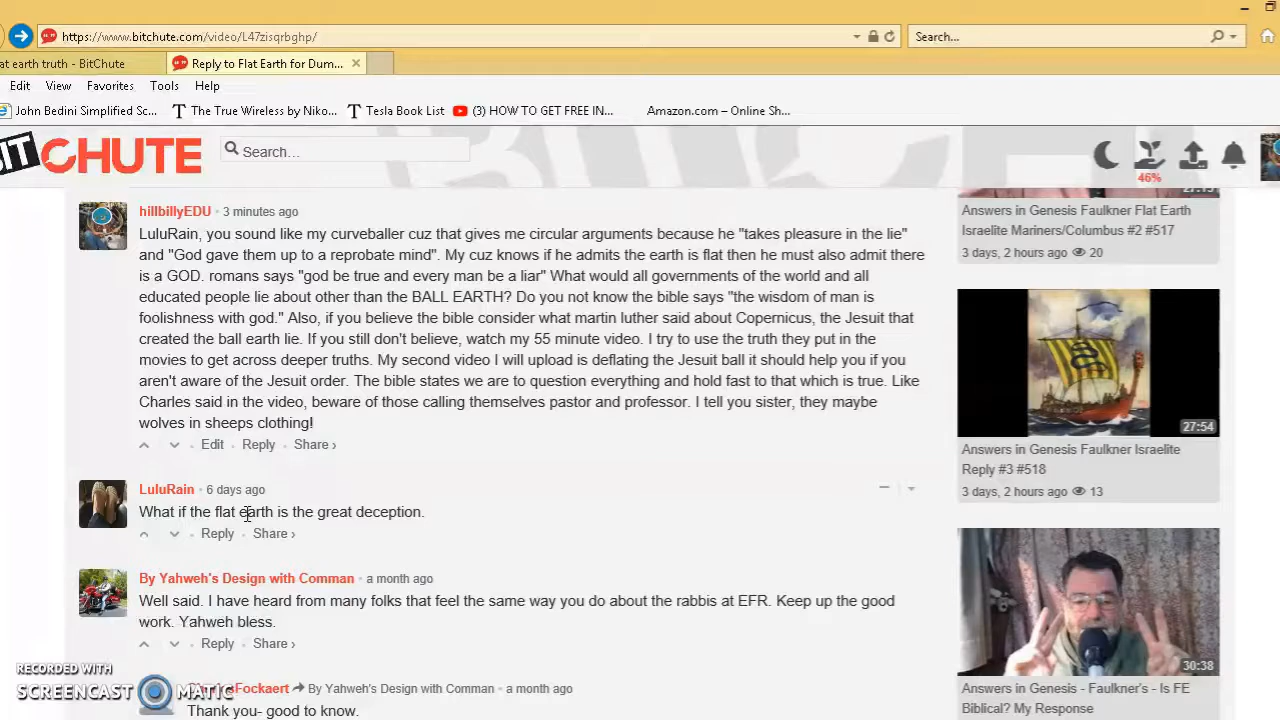 https://www.bitchute.com/video/L47zisqrbghp/
Search...
at earth truth - BitChute
Reply to Flat Earth for Dum...
Edit View Favorites Tools Help
John Bedini Simplified Sc...
The True Wireless by Niko...
Tesla Book List
(3) HOW TO GET FREE IN...
Amazon.com – Online Sh...
BITCHUTE
Search...
46%
hillbillyEDU · 3 minutes ago
LuluRain, you sound like my curveballer cuz that gives me circular arguments because he "takes pleasure in the lie"
and "God gave them up to a reprobate mind". My cuz knows if he admits the earth is flat then he must also admit there
is a GOD. romans says "god be true and every man be a liar" What would all governments of the world and all
educated people lie about other than the BALL EARTH? Do you not know the bible says "the wisdom of man is
foolishness with god." Also, if you believe the bible consider what martin luther said about Copernicus, the Jesuit that
created the ball earth lie. If you still don't believe, watch my 55 minute video. I try to use the truth they put in the
movies to get across deeper truths. My second video I will upload is deflating the Jesuit ball it should help you if you
aren't aware of the Jesuit order. The bible states we are to question everything and hold fast to that which is true. Like
Charles said in the video, beware of those calling themselves pastor and professor. I tell you sister, they maybe
wolves in sheeps clothing!
Edit · Reply · Share ›
LuluRain · 6 days ago
What if the flat earth is the great deception.
Reply · Share ›
By Yahweh's Design with Comman · a month ago
Well said. I have heard from many folks that feel the same way you do about the rabbis at EFR. Keep up the good
work. Yahweh bless.
Reply · Share ›
Fockaert By Yahweh's Design with Comman · a month ago
Thank you- good to know.
Answers in Genesis Faulkner Flat Earth
Israelite Mariners/Columbus #2 #517
3 days, 2 hours ago 20
27:54
Answers in Genesis Faulkner Israelite
Reply #3 #518
3 days, 2 hours ago 13
30:38
Answers in Genesis - Faulkner's - Is FE
Biblical? My Response
RECORDED WITH
SCREENCAST MATIC